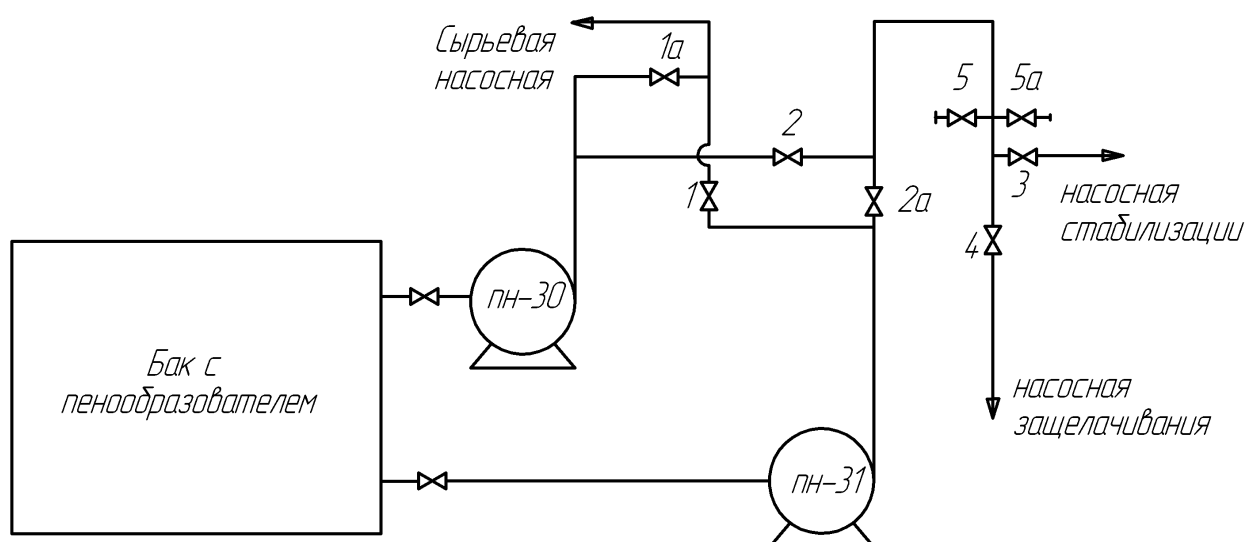 Сырьевая
насосная
1а
5
5а
2
1
2а
3
насосная
стабилизации
4
пн-30
Бак с
пенообразователем
насосная
защелачивания
пн-31